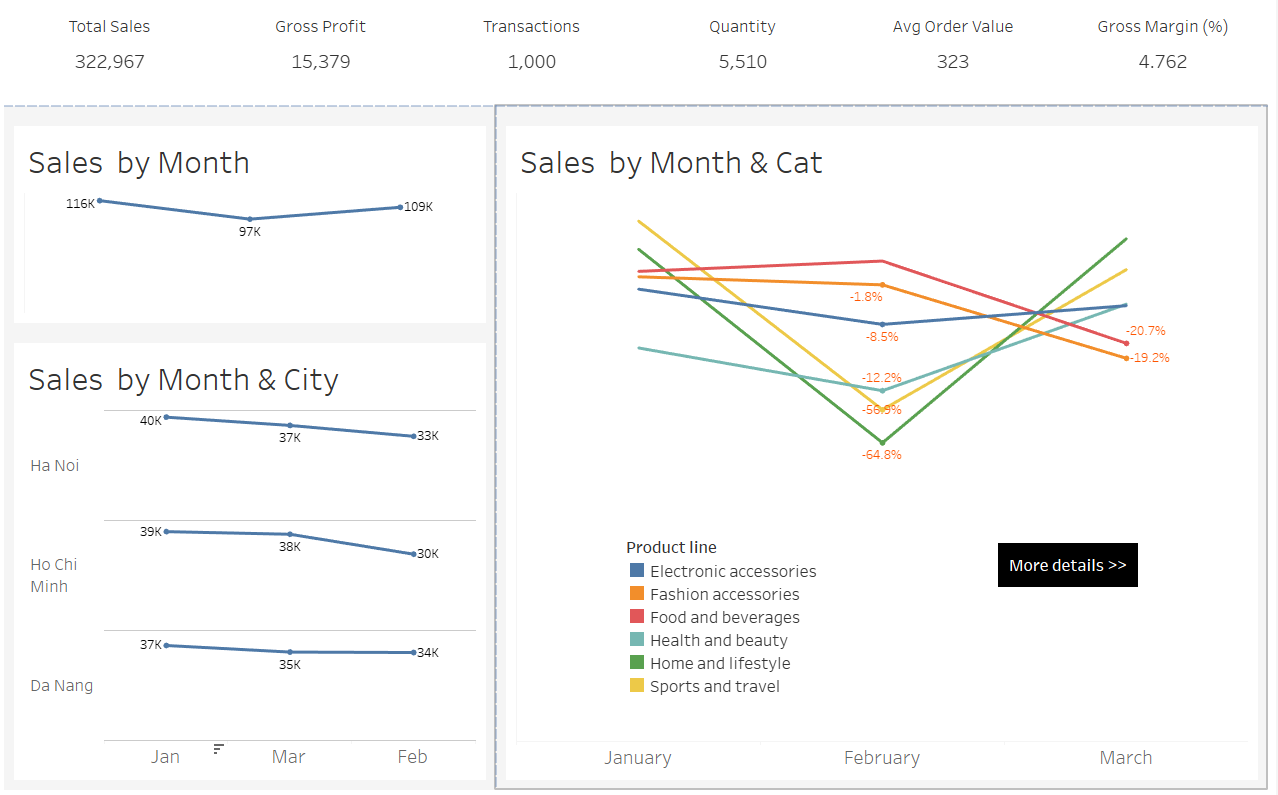 Total Sales
Gross Profit
Transactions
Quantity
Avg Order Value
Gross Margin (%)
322,967
15,379
1,000
5,510
323
4.762
Sales  by Month
116K
97K
109K
Sales  by Month & City
Ha Noi
40K
37K
33K
Ho Chi
Minh
39K
38K
30K
Da Nang
37K
35K
34K
Jan
Mar
Feb
Sales  by Month & Cat
-1.8%
-8.5%
-12.2%
-56.9%
-64.8%
-20.7%
-19.2%
Product line
Electronic accessories
Fashion accessories
Food and beverages
Health and beauty
Home and lifestyle
Sports and travel
More details >>
January
February
March